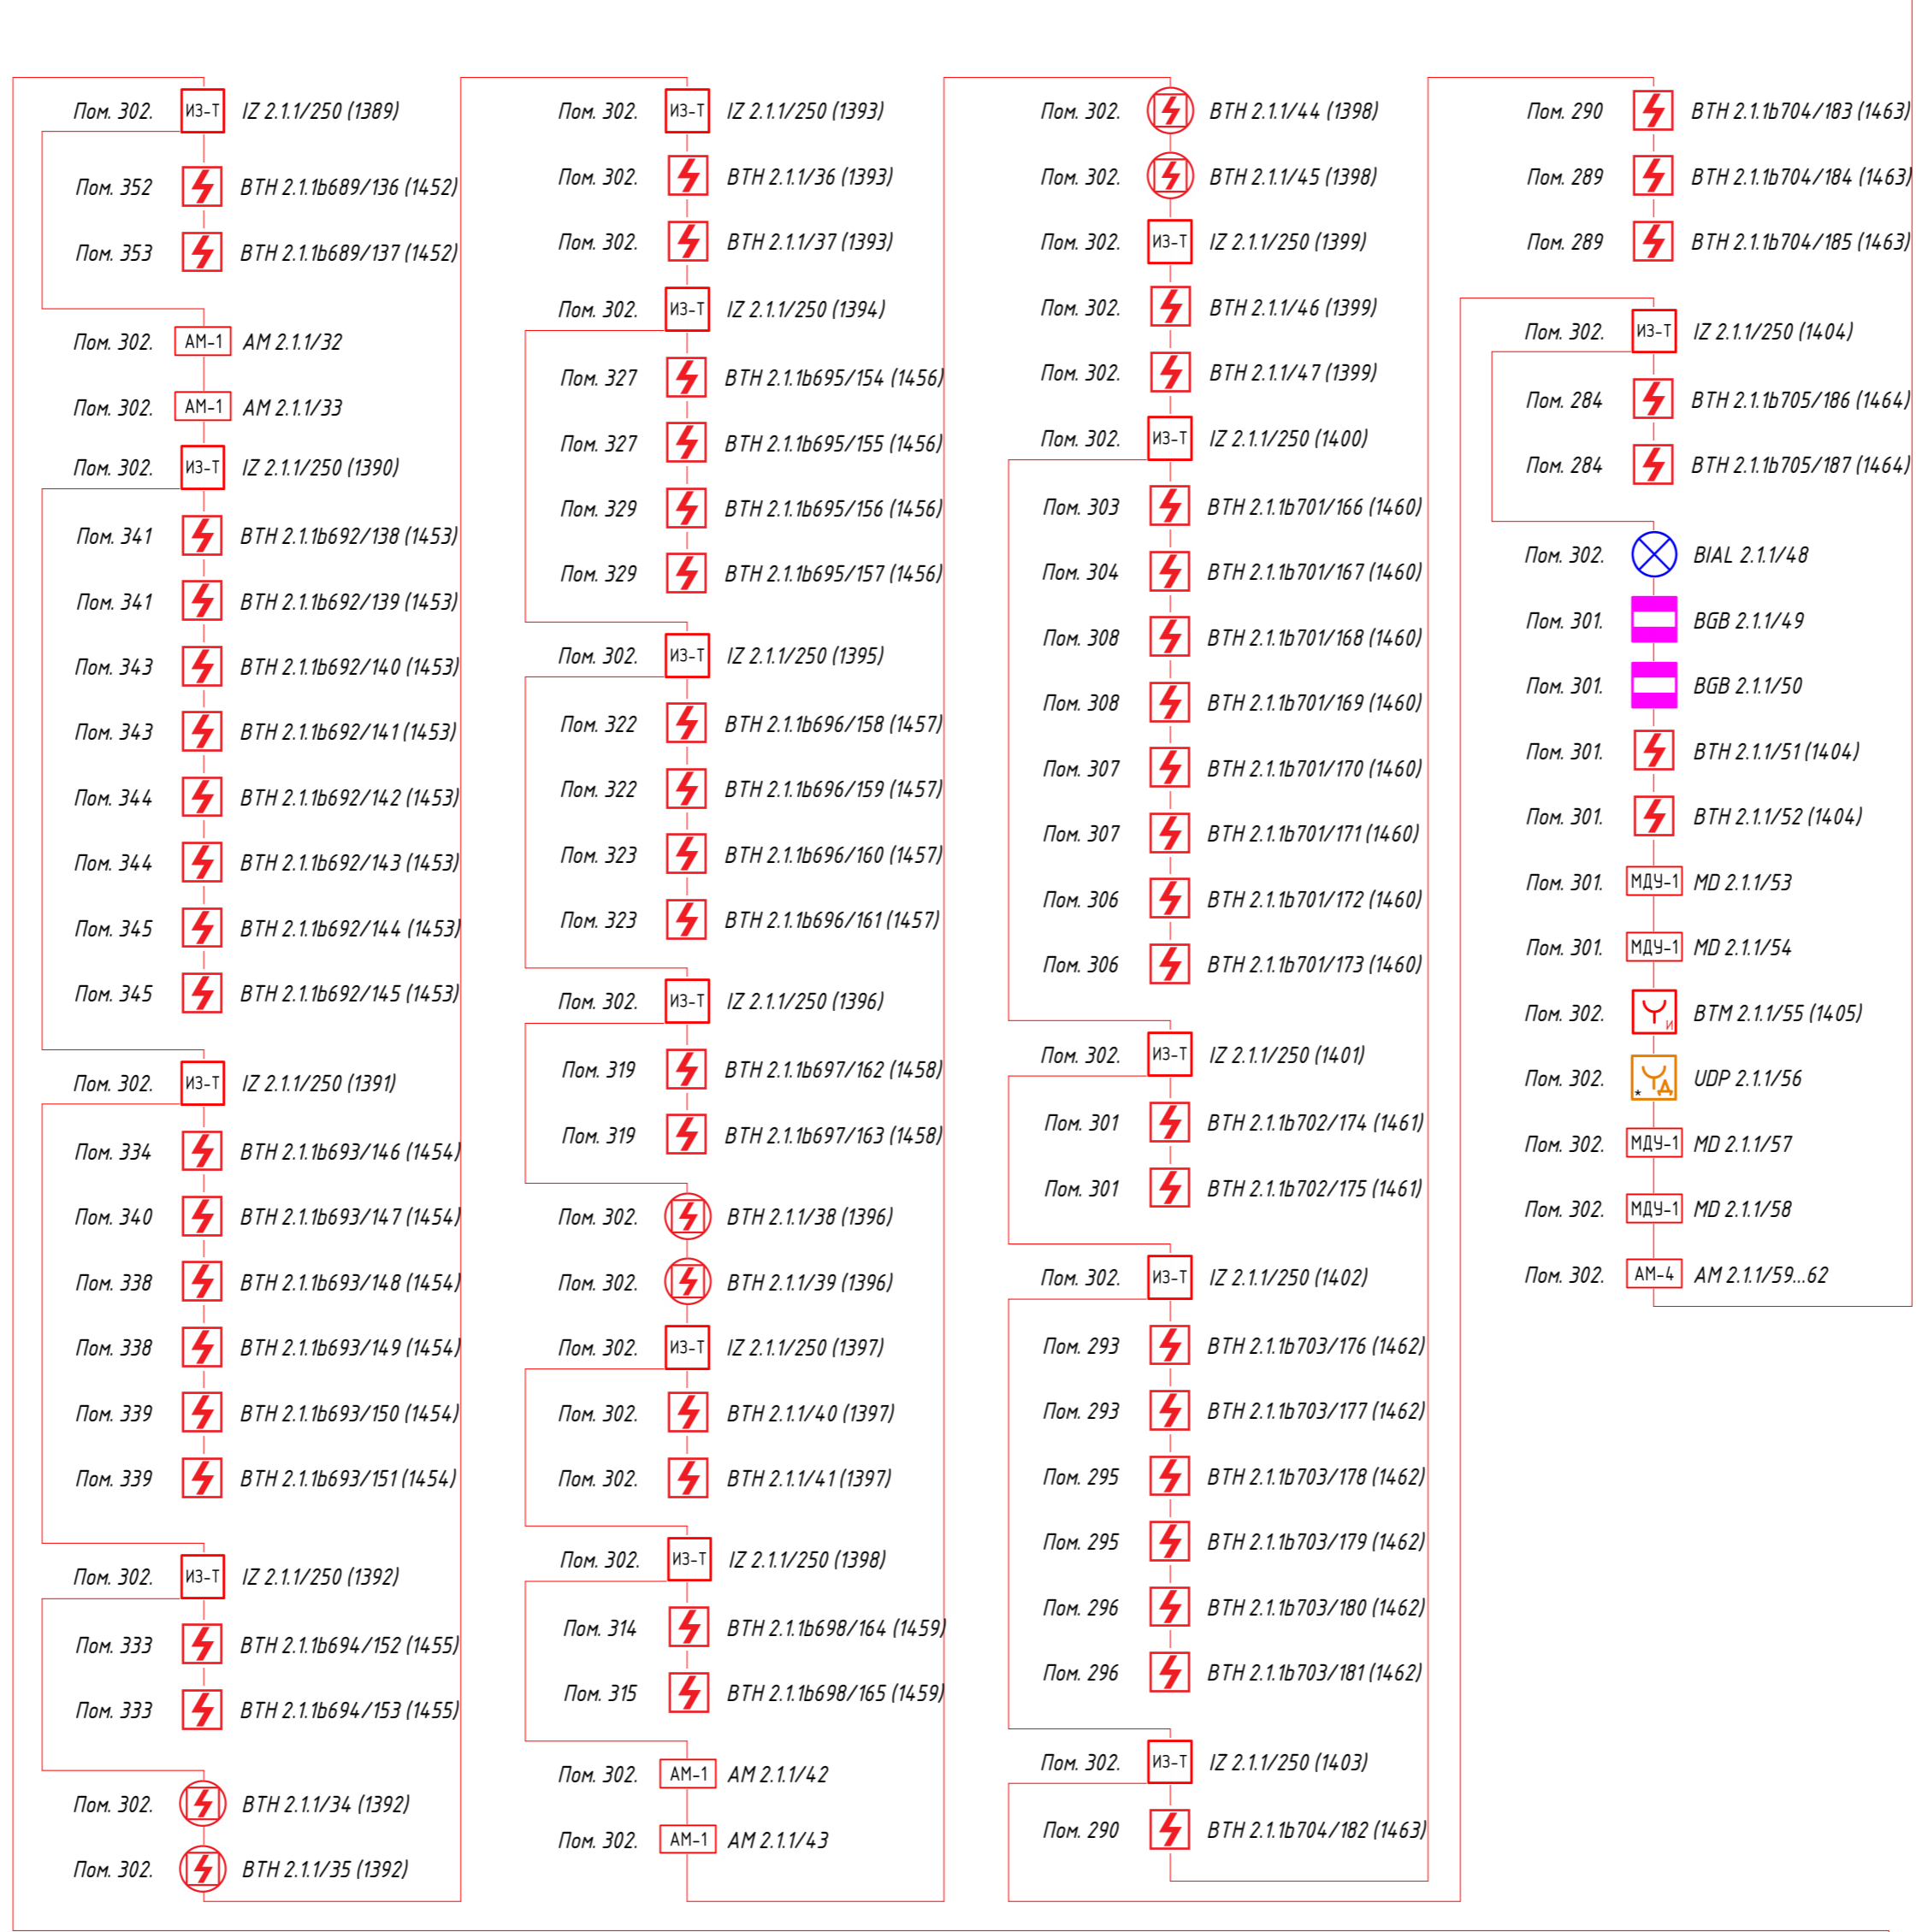 Пом. 302. ИЗ-Т IZ 2.1.1/250 (1389)
Пом. 352 BTH 2.1.1b689/136 (1452)
Пом. 353 BTH 2.1.1b689/137 (1452)
Пом. 302. АМ-1 AM 2.1.1/32
Пом. 302. АМ-1 AM 2.1.1/33
Пом. 302. ИЗ-Т IZ 2.1.1/250 (1390)
Пом. 341 BTH 2.1.1b692/138 (1453)
Пом. 341 BTH 2.1.1b692/139 (1453)
Пом. 343 BTH 2.1.1b692/140 (1453)
Пом. 343 BTH 2.1.1b692/141 (1453)
Пом. 344 BTH 2.1.1b692/142 (1453)
Пом. 344 BTH 2.1.1b692/143 (1453)
Пом. 345 BTH 2.1.1b692/144 (1453)
Пом. 345 BTH 2.1.1b692/145 (1453)
Пом. 302. ИЗ-Т IZ 2.1.1/250 (1391)
Пом. 334 BTH 2.1.1b693/146 (1454)
Пом. 340 BTH 2.1.1b693/147 (1454)
Пом. 338 BTH 2.1.1b693/148 (1454)
Пом. 338 BTH 2.1.1b693/149 (1454)
Пом. 339 BTH 2.1.1b693/150 (1454)
Пом. 339 BTH 2.1.1b693/151 (1454)
Пом. 302. ИЗ-Т IZ 2.1.1/250 (1392)
Пом. 333 BTH 2.1.1b694/152 (1455)
Пом. 333 BTH 2.1.1b694/153 (1455)
Пом. 302. BTH 2.1.1/34 (1392)
Пом. 302. BTH 2.1.1/35 (1392)
Пом. 302. ИЗ-Т IZ 2.1.1/250 (1393)
Пом. 302. BTH 2.1.1/36 (1393)
Пом. 302. BTH 2.1.1/37 (1393)
Пом. 302. ИЗ-Т IZ 2.1.1/250 (1394)
Пом. 327 BTH 2.1.1b695/154 (1456)
Пом. 327 BTH 2.1.1b695/155 (1456)
Пом. 329 BTH 2.1.1b695/156 (1456)
Пом. 329 BTH 2.1.1b695/157 (1456)
Пом. 302. ИЗ-Т IZ 2.1.1/250 (1395)
Пом. 322 BTH 2.1.1b696/158 (1457)
Пом. 322 BTH 2.1.1b696/159 (1457)
Пом. 323 BTH 2.1.1b696/160 (1457)
Пом. 323 BTH 2.1.1b696/161 (1457)
Пом. 302. ИЗ-Т IZ 2.1.1/250 (1396)
Пом. 319 BTH 2.1.1b697/162 (1458)
Пом. 319 BTH 2.1.1b697/163 (1458)
Пом. 302. BTH 2.1.1/38 (1396)
Пом. 302. BTH 2.1.1/39 (1396)
Пом. 302. ИЗ-Т IZ 2.1.1/250 (1397)
Пом. 302. BTH 2.1.1/40 (1397)
Пом. 302. BTH 2.1.1/41 (1397)
Пом. 302. ИЗ-Т IZ 2.1.1/250 (1398)
Пом. 314 BTH 2.1.1b698/164 (1459)
Пом. 315 BTH 2.1.1b698/165 (1459)
Пом. 302. АМ-1 AM 2.1.1/42
Пом. 302. АМ-1 AM 2.1.1/43
Пом. 302. BTH 2.1.1/44 (1398)
Пом. 302. BTH 2.1.1/45 (1398)
Пом. 302. ИЗ-Т IZ 2.1.1/250 (1399)
Пом. 302. BTH 2.1.1/46 (1399)
Пом. 302. BTH 2.1.1/47 (1399)
Пом. 302. ИЗ-Т IZ 2.1.1/250 (1400)
Пом. 303 BTH 2.1.1b701/166 (1460)
Пом. 304 BTH 2.1.1b701/167 (1460)
Пом. 308 BTH 2.1.1b701/168 (1460)
Пом. 308 BTH 2.1.1b701/169 (1460)
Пом. 307 BTH 2.1.1b701/170 (1460)
Пом. 307 BTH 2.1.1b701/171 (1460)
Пом. 306 BTH 2.1.1b701/172 (1460)
Пом. 306 BTH 2.1.1b701/173 (1460)
Пом. 302. ИЗ-Т IZ 2.1.1/250 (1401)
Пом. 301 BTH 2.1.1b702/174 (1461)
Пом. 301 BTH 2.1.1b702/175 (1461)
Пом. 302. ИЗ-Т IZ 2.1.1/250 (1402)
Пом. 293 BTH 2.1.1b703/176 (1462)
Пом. 293 BTH 2.1.1b703/177 (1462)
Пом. 295 BTH 2.1.1b703/178 (1462)
Пом. 295 BTH 2.1.1b703/179 (1462)
Пом. 296 BTH 2.1.1b703/180 (1462)
Пом. 296 BTH 2.1.1b703/181 (1462)
Пом. 302. ИЗ-Т IZ 2.1.1/250 (1403)
Пом. 290 BTH 2.1.1b704/182 (1463)
Пом. 290 BTH 2.1.1b704/183 (1463)
Пом. 289 BTH 2.1.1b704/184 (1463)
Пом. 289 BTH 2.1.1b704/185 (1463)
Пом. 302. ИЗ-Т IZ 2.1.1/250 (1404)
Пом. 284 BTH 2.1.1b705/186 (1464)
Пом. 284 BTH 2.1.1b705/187 (1464)
Пом. 302. BIAL 2.1.1/48
Пом. 301. BGB 2.1.1/49
Пом. 301. BGB 2.1.1/50
Пом. 301. BTH 2.1.1/51 (1404)
Пом. 301. BTH 2.1.1/52 (1404)
Пом. 301. МДУ-1 MD 2.1.1/53
Пом. 301. МДУ-1 MD 2.1.1/54
Пом. 302. И BTM 2.1.1/55 (1405)
Пом. 302. * Д UDP 2.1.1/56
Пом. 302. МДУ-1 MD 2.1.1/57
Пом. 302. МДУ-1 MD 2.1.1/58
Пом. 302. АМ-4 AM 2.1.1/59...62